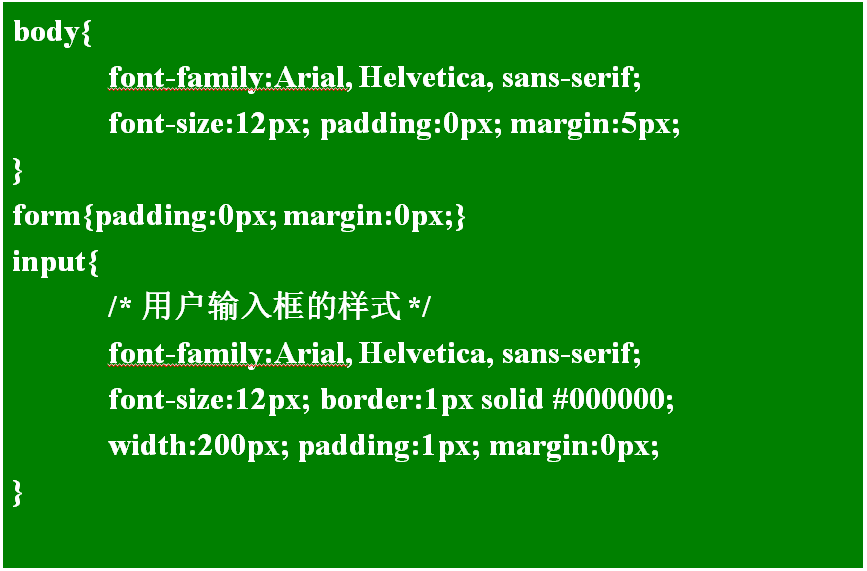 body{
font-family:Arial, Helvetica, sans-serif;
font-size:12px; padding:0px; margin:5px;
}
form{padding:0px; margin:0px;}
input{
/* 用户输入框的样式 */
font-family:Arial, Helvetica, sans-serif;
font-size:12px; border:1px solid #000000;
width:200px; padding:1px; margin:0px;
}